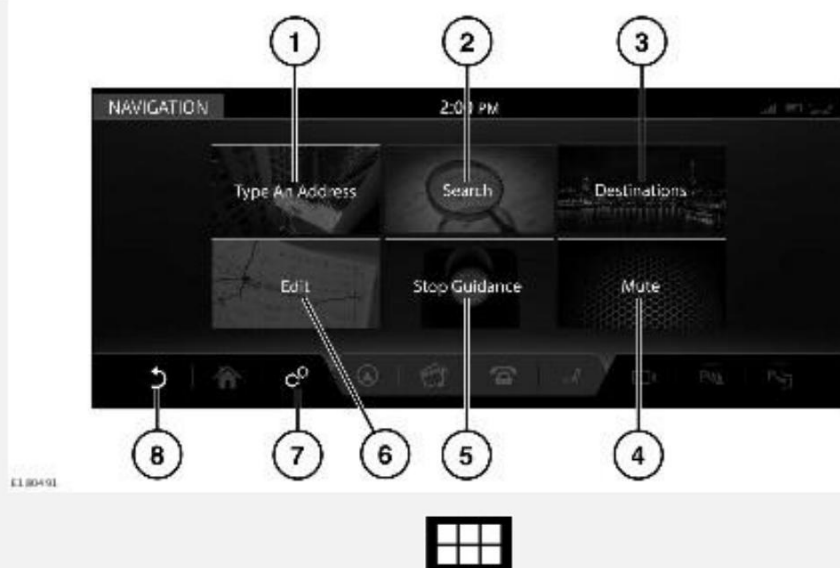 1 2 3
NAVIGATION 2:00 PM
Type An Address Search Destinations
Edit Stop Guidance Mute
8 7 6 5 4